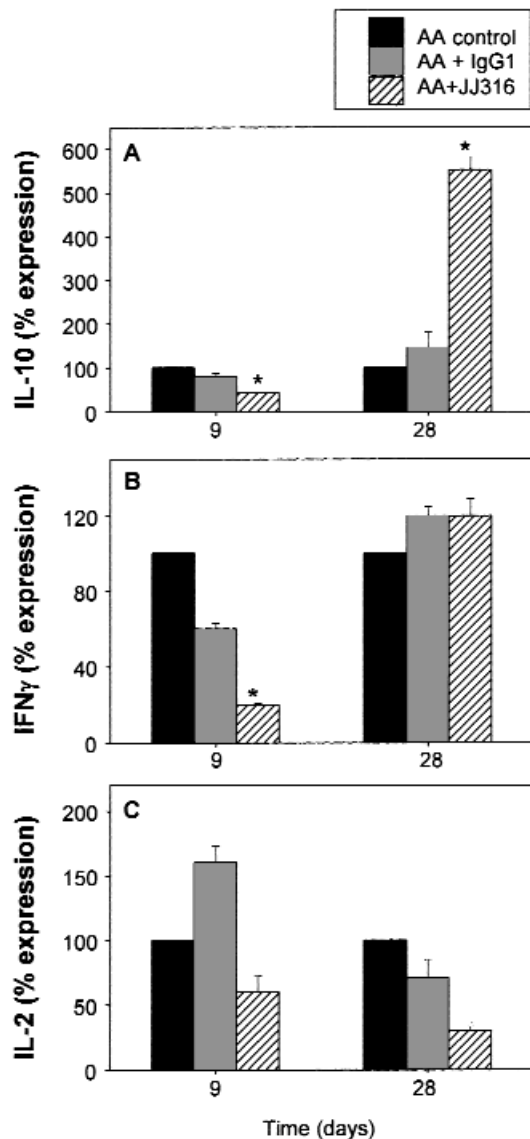 AA control
AA + IgG1
AA+JJ316
A
*
*
IL-10 (% expression)
600
500
400
300
200
100
0
9 28
B
*
IFNγ (% expression)
120
80
40
0
9 28
C
IL-2 (% expression)
200
150
100
50
0
9 28
Time (days)